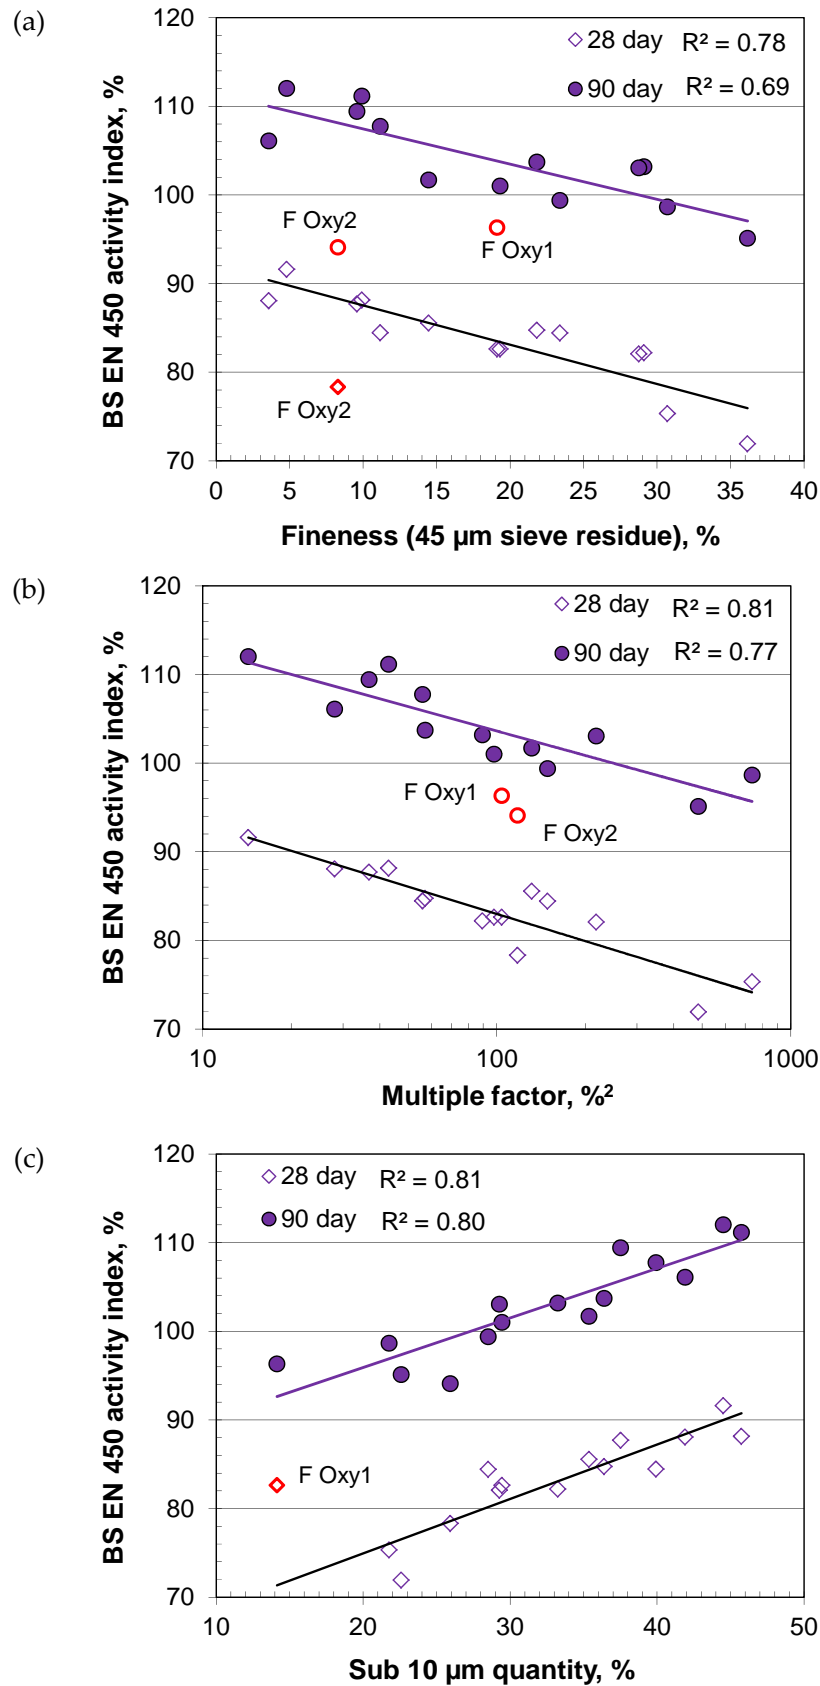 (a)
120
110
100
90
80
70
BS EN 450 activity index, %
28 day R² = 0.78
90 day R² = 0.69
F Oxy2
F Oxy1
F Oxy2
0 5 10 15 20 25 30 35 40
Fineness (45 µm sieve residue), %
(b)
120
110
100
90
80
70
BS EN 450 activity index, %
28 day R² = 0.81
90 day R² = 0.77
F Oxy1
F Oxy2
10 100 1000
Multiple factor, %²
(c)
120
110
100
90
80
70
BS EN 450 activity index, %
28 day R² = 0.81
90 day R² = 0.80
F Oxy1
10 20 30 40 50
Sub 10 µm quantity, %